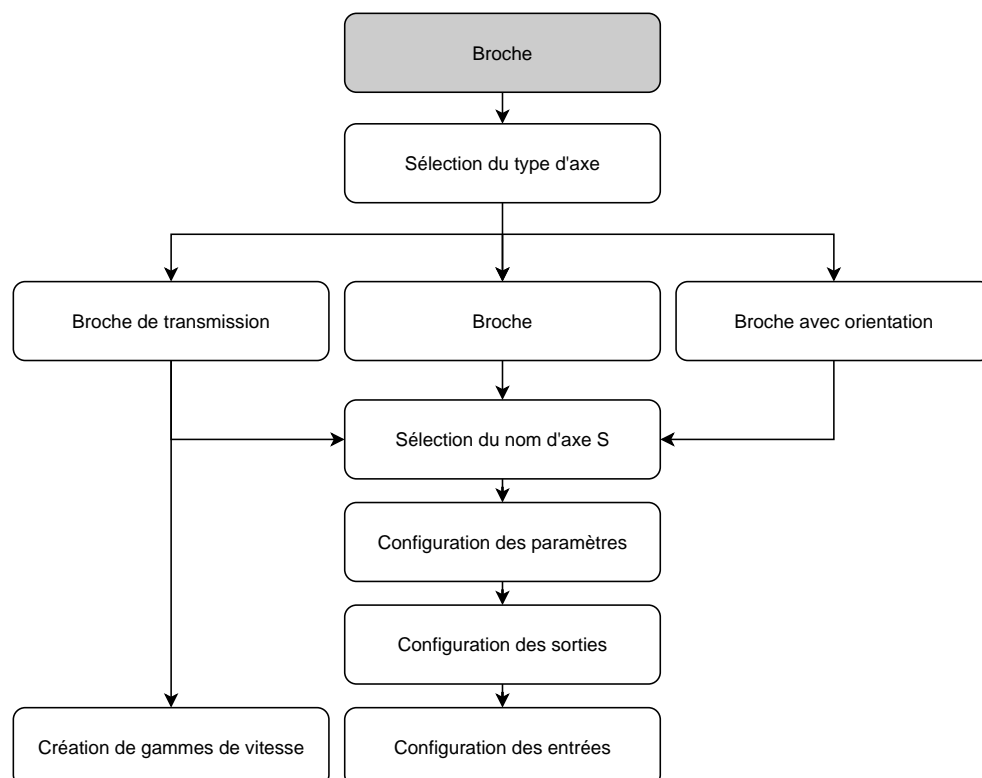 Broche
Sélection du type d'axe
Broche de transmission
Broche
Broche avec orientation
Sélection du nom d'axe S
Configuration des paramètres
Configuration des sorties
Création de gammes de vitesse
Configuration des entrées